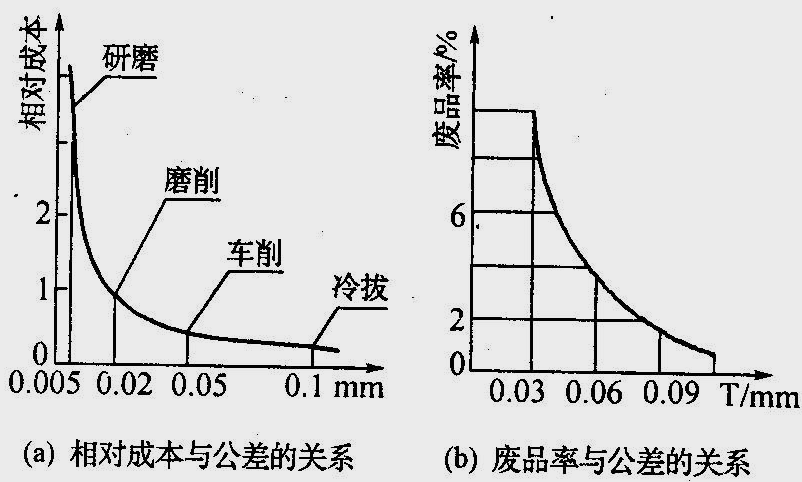 相对成本
研磨
磨削
车削
冷拔
2
1
0
0.005 0.02 0.05 0.1 mm
(a) 相对成本与公差的关系
废品率/%
6
2
0
0.03 0.06 0.09 T/mm
(b) 废品率与公差的关系